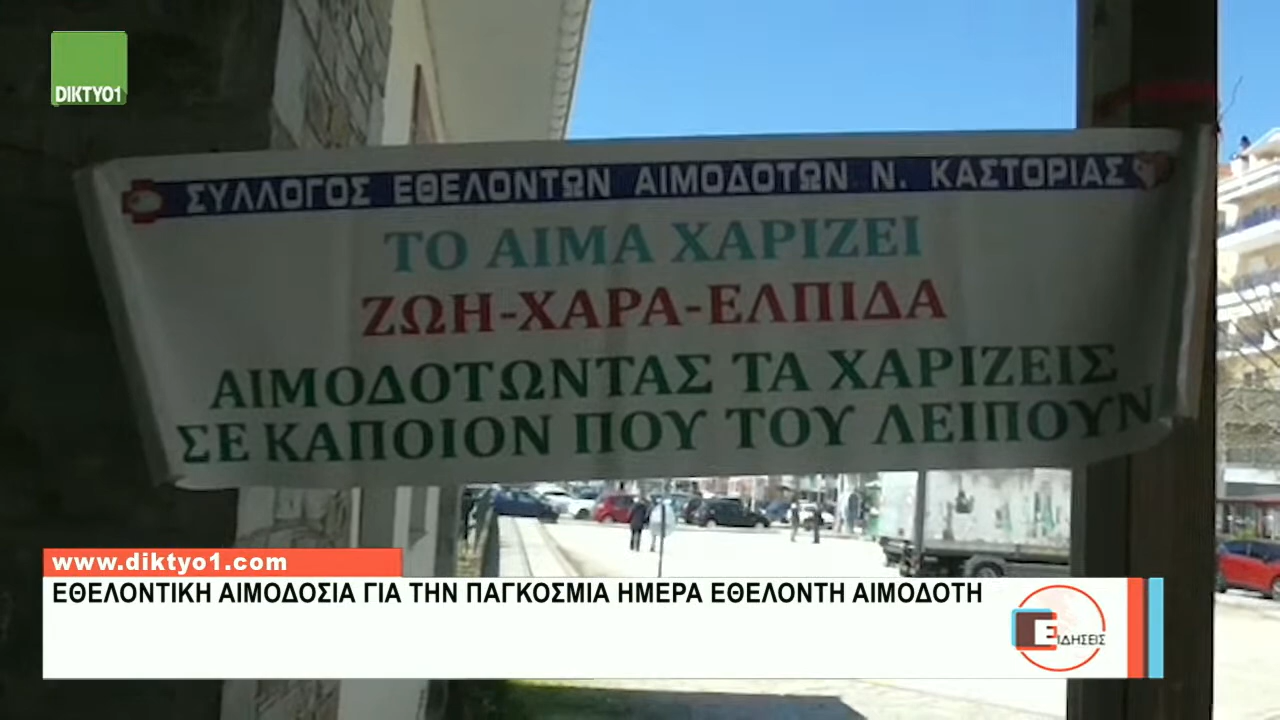 ΔΙΚΤΥΟ1
ΣΥΛΛΟΓΟΣ ΕΘΕΛΟΝΤΩΝ ΑΙΜΟΔΟΤΩΝ Ν. ΚΑΣΤΟΡΙΑΣ
ΤΟ ΑΙΜΑ ΧΑΡΙΖΕΙ
ΖΩΗ-ΧΑΡΑ-ΕΛΠΙΔΑ
ΑΙΜΟΔΟΤΩΝΤΑΣ ΤΑ ΧΑΡΙΖΕΙΣ
ΣΕ ΚΑΠΟΙΟΝ ΠΟΥ ΤΟΥ ΛΕΙΠΟΥΝ
www.diktyo1.com
ΕΘΕΛΟΝΤΙΚΗ ΑΙΜΟΔΟΣΙΑ ΓΙΑ ΤΗΝ ΠΑΓΚΟΣΜΙΑ ΗΜΕΡΑ ΕΘΕΛΟΝΤΗ ΑΙΜΟΔΟΤΗ
ΕΙΔΗΣΕΙΣ